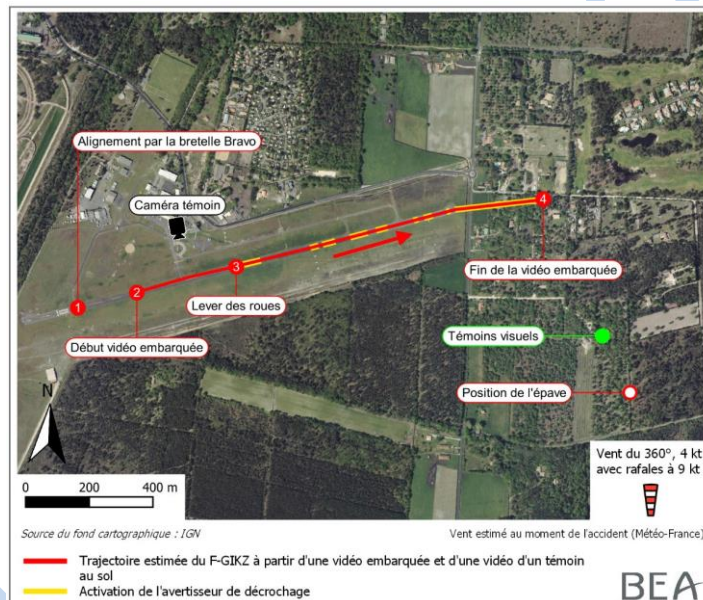 Alignement par la bretelle Bravo
Caméra témoin
1
2
3
4
Fin de la vidéo embarquée
Lever des roues
Début vidéo embarquée
Témoins visuels
Position de l'épave
N
0 200 400 m
Vent du 360°, 4 kt
avec rafales à 9 kt
Source du fond cartographique : IGN
Vent estimé au moment de l'accident (Météo-France)
Trajectoire estimée du F-GIKZ à partir d'une vidéo embarquée et d'une vidéo d'un témoin
au sol
Activation de l'avertisseur de décrochage
BEA